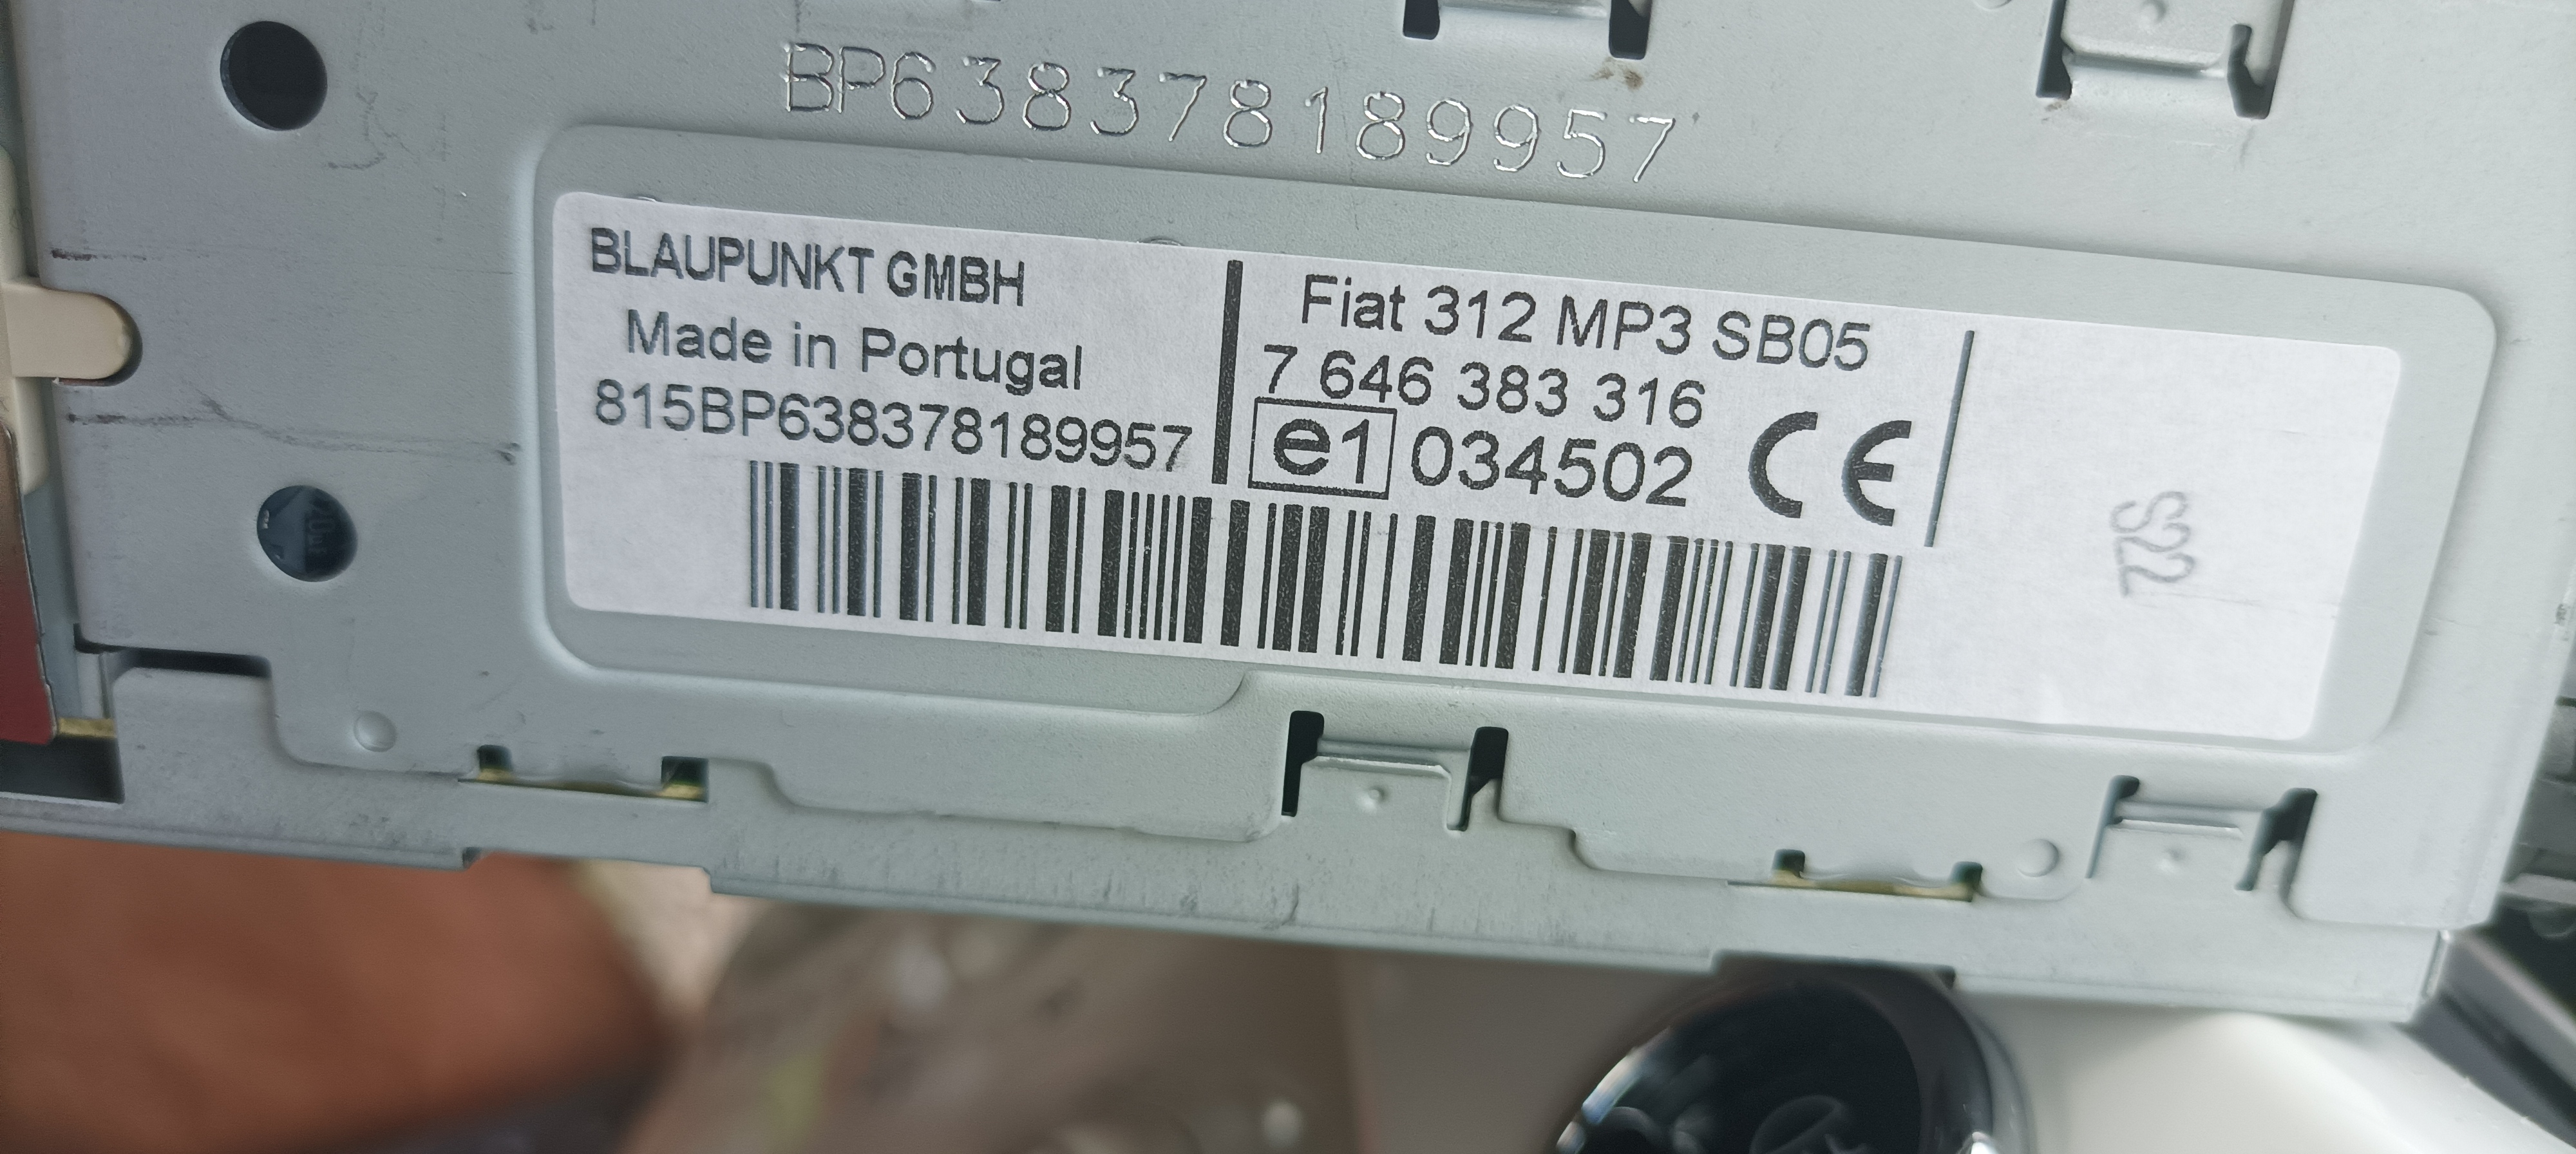 BP638378189957
BLAUPUNKT GMBH
Made in Portugal
815BP638378189957
Fiat 312 MP3 SB05
7 646 383 316
e1 034502 CE
S22